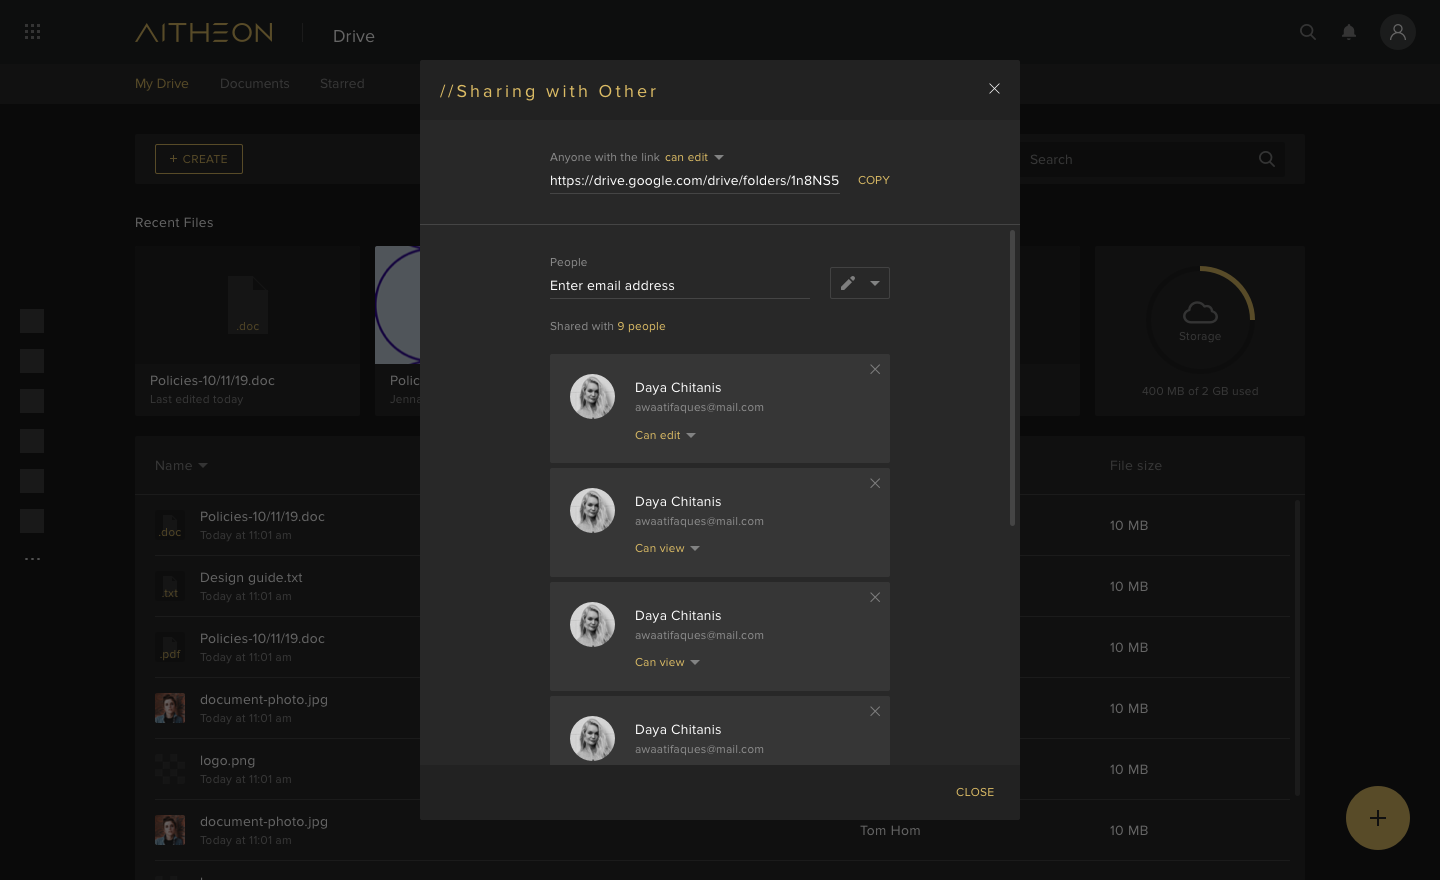 AITHEON
Drive
My Drive
Documents
Starred
//Sharing with Other
+ CREATE
Search
Anyone with the link can edit
https://drive.google.com/drive/folders/1n8NS5
COPY
Recent Files
.doc
Policies-10/11/19.doc
Last edited today
Polic
Jenna
Storage
400 MB of 2 GB used
People
Enter email address
Shared with 9 people
Daya Chitanis
awaatifaques@mail.com
Can edit
Daya Chitanis
awaatifaques@mail.com
Can view
Daya Chitanis
awaatifaques@mail.com
Can view
Daya Chitanis
awaatifaques@mail.com
CLOSE
Name
File size
.doc
Policies-10/11/19.doc
Today at 11:01 am
10 MB
.txt
Design guide.txt
Today at 11:01 am
10 MB
.pdf
Policies-10/11/19.doc
Today at 11:01 am
10 MB
document-photo.jpg
Today at 11:01 am
10 MB
logo.png
Today at 11:01 am
10 MB
document-photo.jpg
Today at 11:01 am
Tom Hom
10 MB